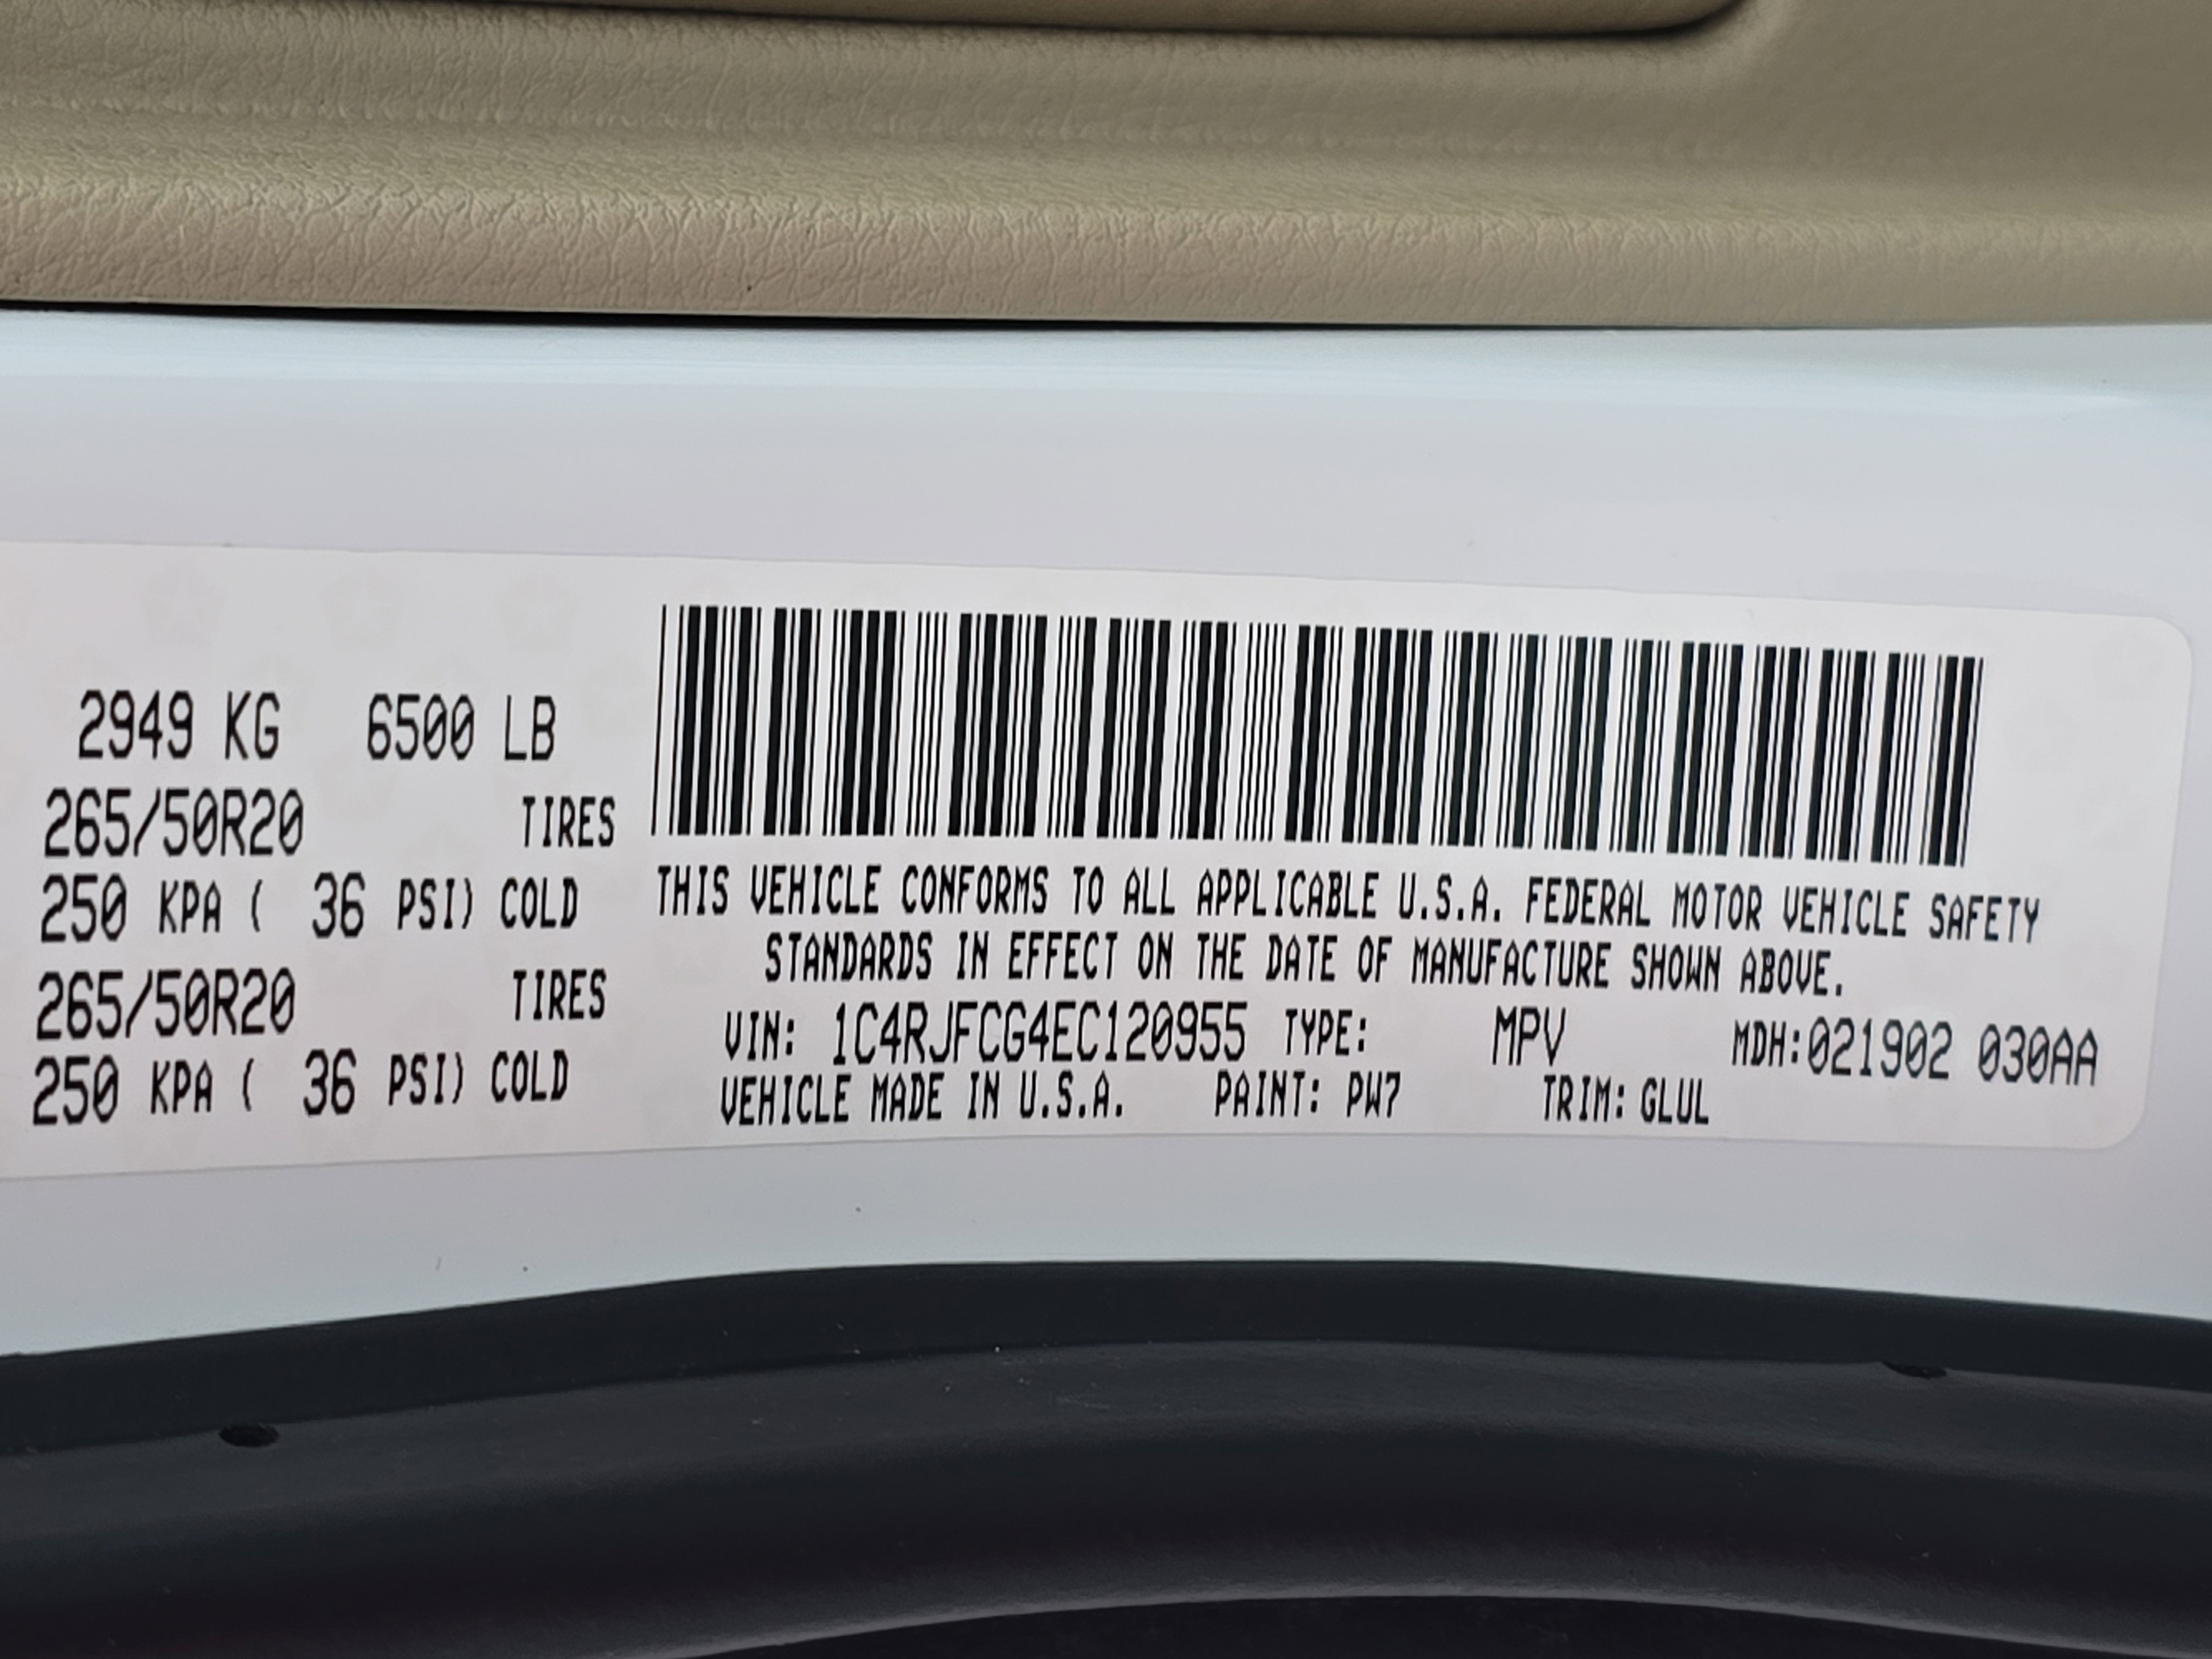 2949 KG 6500 LB
265/50R20 TIRES
250 KPA ( 36 PSI) COLD
265/50R20 TIRES
250 KPA ( 36 PSI) COLD
THIS VEHICLE CONFORMS TO ALL APPLICABLE U.S.A. FEDERAL MOTOR VEHICLE SAFETY
STANDARDS IN EFFECT ON THE DATE OF MANUFACTURE SHOWN ABOVE.
VIN: 1C4RJFCG4EC120955 TYPE: MPV MDH:021902 030AA
VEHICLE MADE IN U.S.A. PAINT: PW7 TRIM: GLUL